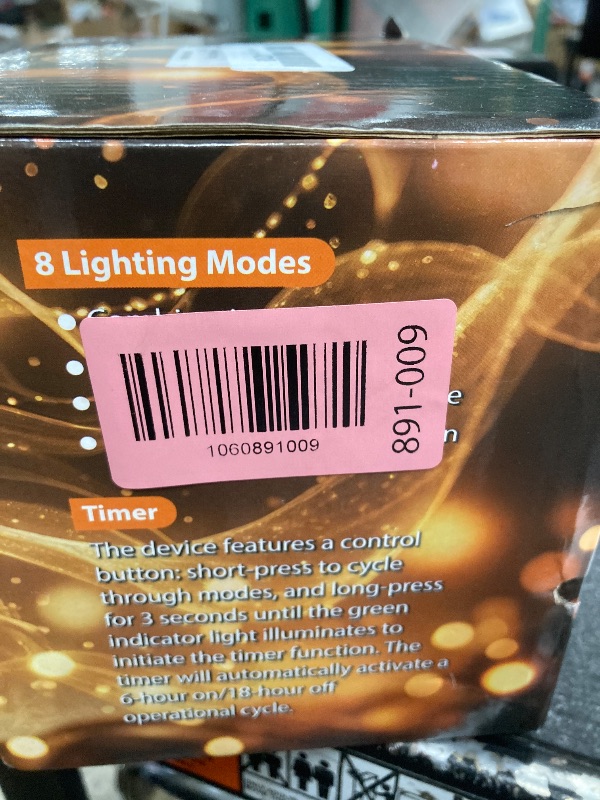 8 Lighting Modes
1060891009
891-009
Timer
The device features a control
button: short-press to cycle
through modes, and long-press
for 3 seconds until the green
indicator light illuminates to
initiate the timer function. The
timer will automatically activate a
6-hour on/18-hour off
operational cycle.